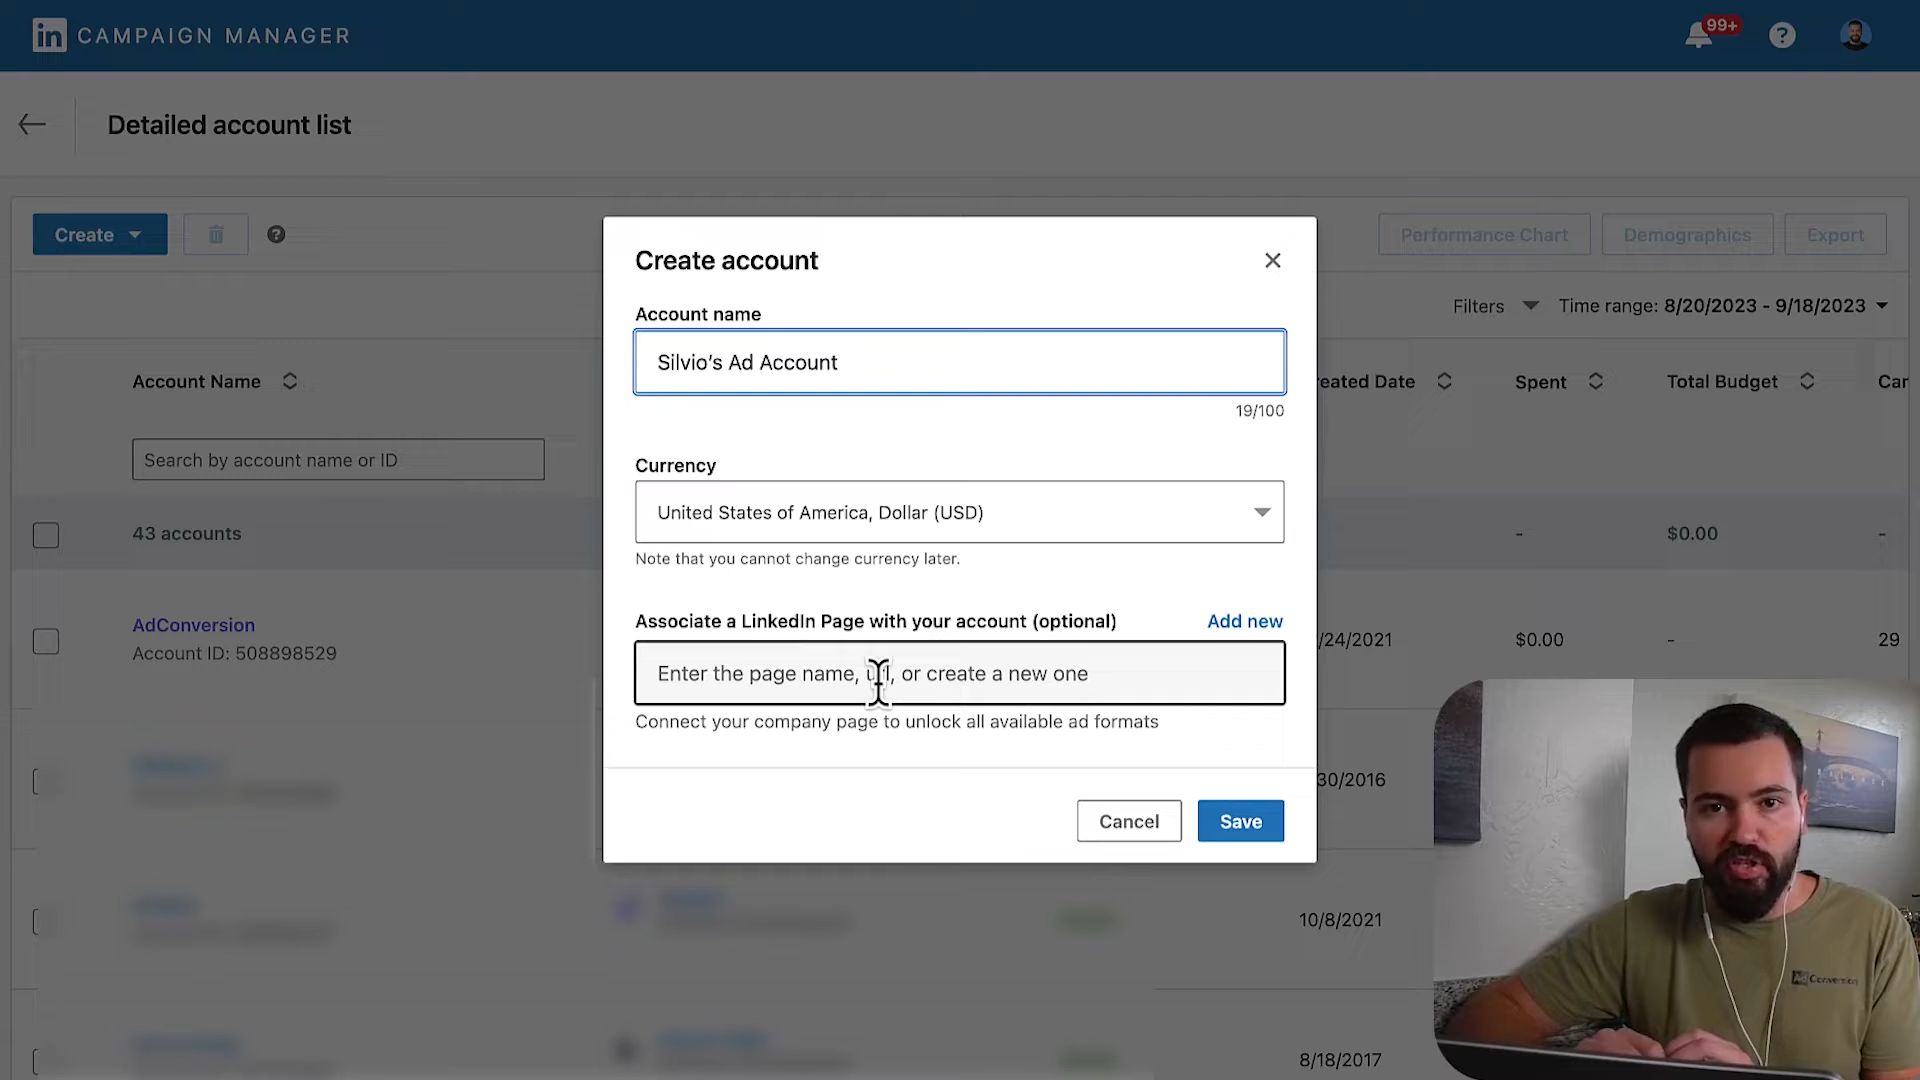 in CAMPAIGN MANAGER
99+
?
Detailed account list
Create
?
Performance Chart
Demographics
Export
Filters
Time range: 8/20/2023 - 9/18/2023
Create account
Account name
Silvio's Ad Account
19/100
Currency
United States of America, Dollar (USD)
Note that you cannot change currency later.
Associate a LinkedIn Page with your account (optional)
Add new
Enter the page name, url, or create a new one
Connect your company page to unlock all available ad formats
Cancel
Save
Account Name
eated Date
Spent
Total Budget
Car
Search by account name or ID
43 accounts
-
$0.00
-
AdConversion
Account ID: 508898529
/24/2021
$0.00
-
29
30/2016
10/8/2021
8/18/2017
Ad Conversion